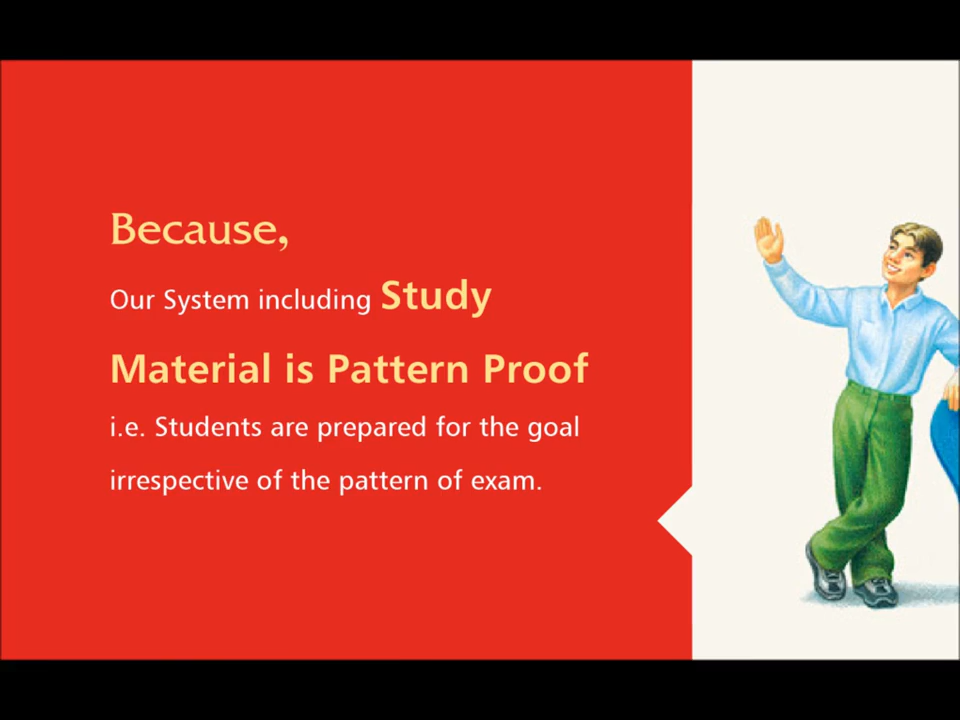 Because,
Our System including Study
Material is Pattern Proof
i.e. Students are prepared for the goal
irrespective of the pattern of exam.